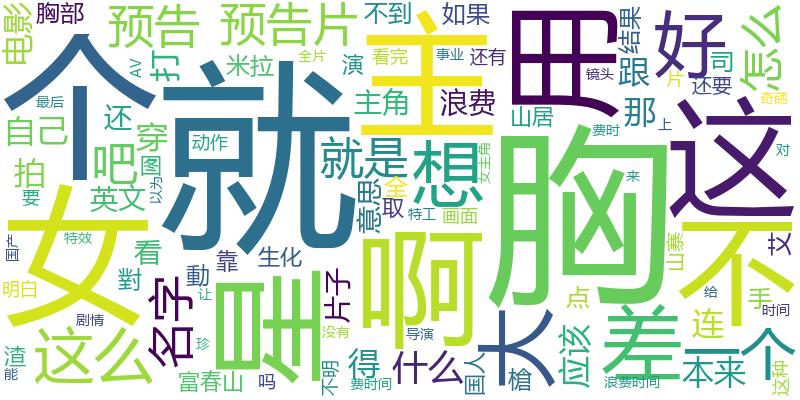 胸部
预告
预告片
不到
如果
用
好
怎么
电影
个
就
主
结果
跟
司
还有
事业
全片
看完
AV
打
米拉
演
镜头
片
奇葩
还要
主角
浪费
山居
那
上
这
最后
还
自己
穿
吧
图
动作
就是
想
胸
费时
女主角
对
拍
要
英文
以为
意思
全
取
特工
画面
来
不
山寨
艾
女
国产
特效
看
對
動
靠
生化
星
啊
明白
名字
让
片子
大
点
给
手
时间
连
剧情
没有
导演
差
一个
渣
能
这么
珍
富春山
吗
不明
得
费时间
什么
国人
槍
应该
浪费时间
本来
这种